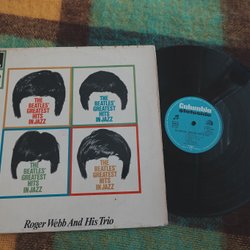 THE
BEATLES'
GREATEST
HITS
IN JAZZ
THE
BEATLES'
GREATEST
HITS
IN JAZZ
THE
BEATLES'
GREATEST
HITS
IN JAZZ
THE
BEATLES'
GREATEST
HITS
IN JAZZ
Roger Webb And His Trio
Columbia